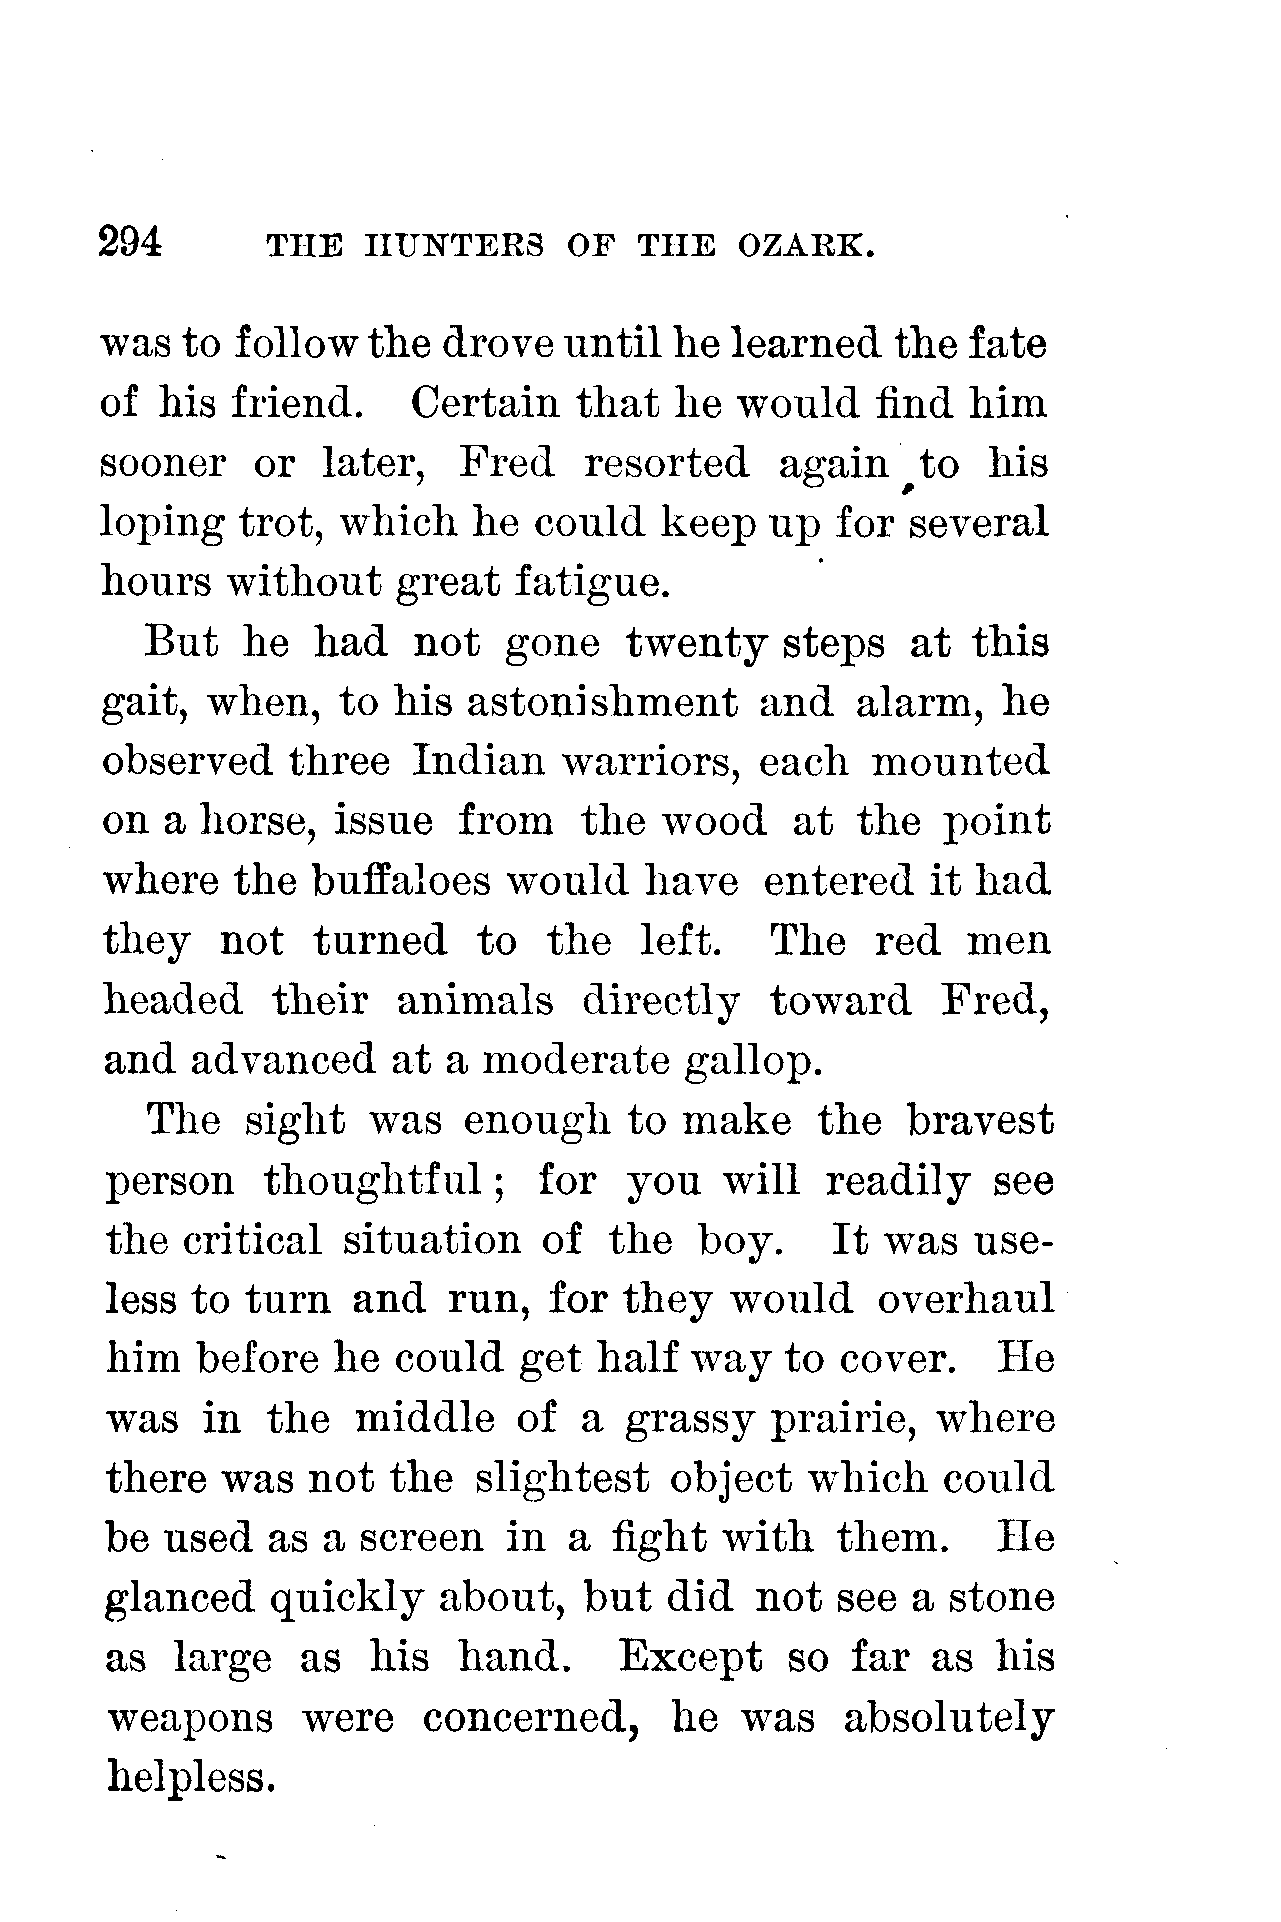 294 THE HUNTERS OF THE OZARK.
was to follow the drove until he learned the fate
of his friend. Certain that he would find him
sooner or later, Fred resorted again to his
loping trot, which he could keep up for several
hours without great fatigue.
But he had not gone twenty steps at this
gait, when, to his astonishment and alarm, he
observed three Indian warriors, each mounted
on a horse, issue from the wood at the point
where the buffaloes would have entered it had
they not turned to the left. The red men
headed their animals directly toward Fred,
and advanced at a moderate gallop.
The sight was enough to make the bravest
person thoughtful ; for you will readily see
the critical situation of the boy. It was use-
less to turn and run, for they would overhaul
him before he could get half way to cover. He
was in the middle of a grassy prairie, where
there was not the slightest object which could
be used as a screen in a fight with them. He
glanced quickly about, but did not see a stone
as large as his hand. Except so far as his
weapons were concerned, he was absolutely
helpless.